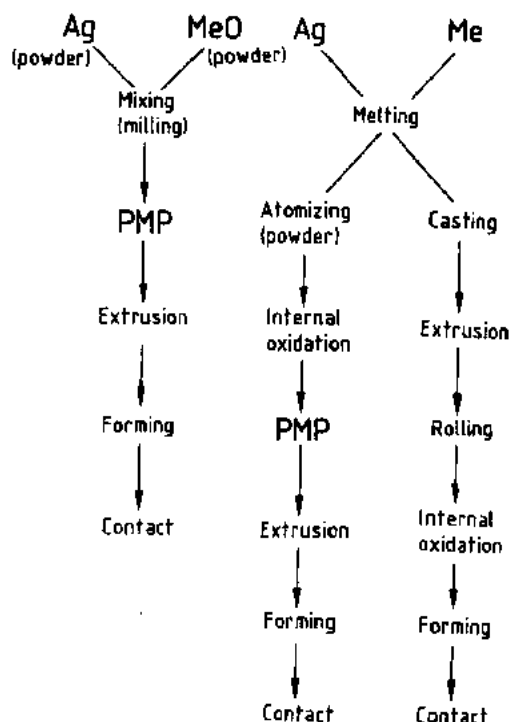 Ag
(powder)
MeO
(powder)
Mixing
(milling)
PMP
Extrusion
Forming
Contact
Ag
Me
Melting
Atomizing
(powder)
Internal
oxidation
PMP
Extrusion
Forming
Contact
Casting
Extrusion
Rolling
Internal
oxidation
Forming
Contact